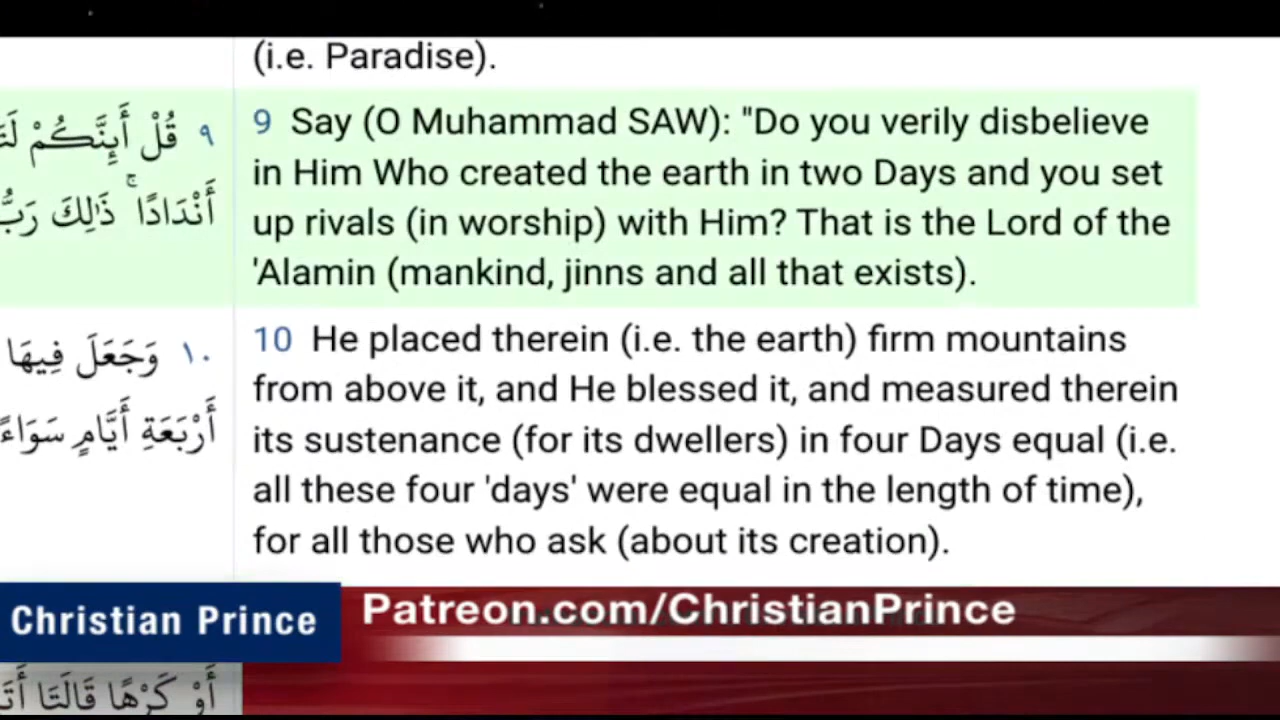 (i.e. Paradise).
٩ قُلْ أَئِنَّكُمْ
أَنْدَادًا ۚ ذَٰلِكَ رَبُّ
9 Say (O Muhammad SAW): "Do you verily disbelieve
in Him Who created the earth in two Days and you set
up rivals (in worship) with Him? That is the Lord of the
'Alamin (mankind, jinns and all that exists).
١٠ وَجَعَلَ فِيهَا
أَرْبَعَةِ أَيَّامٍ سَوَاءً
10 He placed therein (i.e. the earth) firm mountains
from above it, and He blessed it, and measured therein
its sustenance (for its dwellers) in four Days equal (i.e.
all these four 'days' were equal in the length of time),
for all those who ask (about its creation).
Christian Prince
Patreon.com/ChristianPrince
أَوْ كَرْهًا قَالَتَا